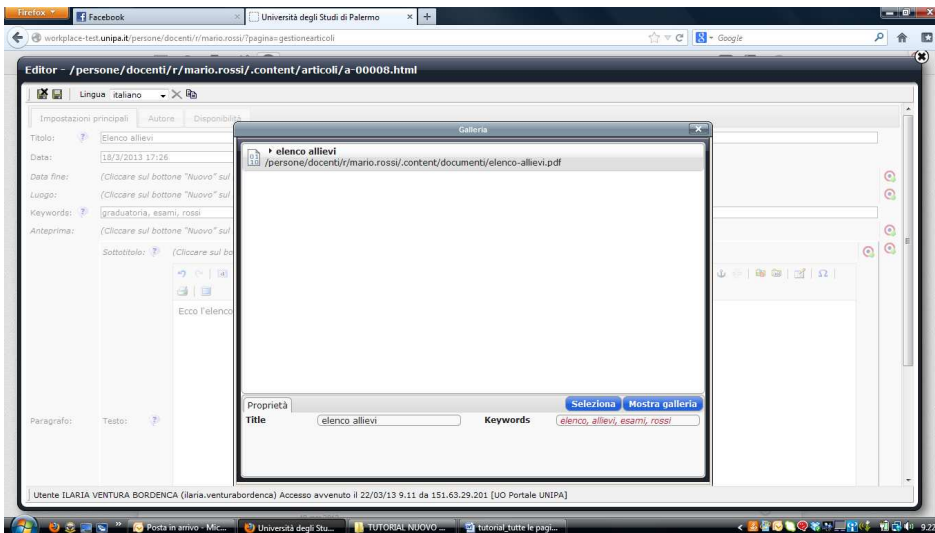 Firefox
Facebook
Università degli Studi di Palermo
workplace-test.unipa.it/persone/docenti/r/mario.rossi/?pagina=gestionearticoli
Google
Editor - /persone/docenti/r/mario.rossi/.content/articoli/a-00008.html
Lingua italiano
Impostazioni principali Autore Disponibilità
Galleria
Titolo: Elenco allievi
elenco allievi
/persone/docenti/r/mario.rossi/.content/documenti/elenco-allievi.pdf
Data: 18/3/2013 17:26
Data fine: (Cliccare sul bottone "Nuovo" sul
Luogo: (Cliccare sul bottone "Nuovo" sul
Keywords: graduatoria, esami, rossi
Anteprima: (Cliccare sul bottone "Nuovo" sul
Sottotitolo: (Cliccare sul bo
Ecco l'elenco
Proprietà Seleziona Mostra galleria
Title elenco allievi Keywords elenco, allievi, esami, rossi
Paragrafo: Testo:
Utente ILARIA VENTURA BORDENCA (ilaria.venturabordenca) Accesso avvenuto il 22/03/13 9.11 da 151.63.29.201 [UO Portale UNIPA]
Posta in arrivo - Mic... Università degli Stu... TUTORIAL NUOVO ... tutorial_tutte le pagi... 9.22